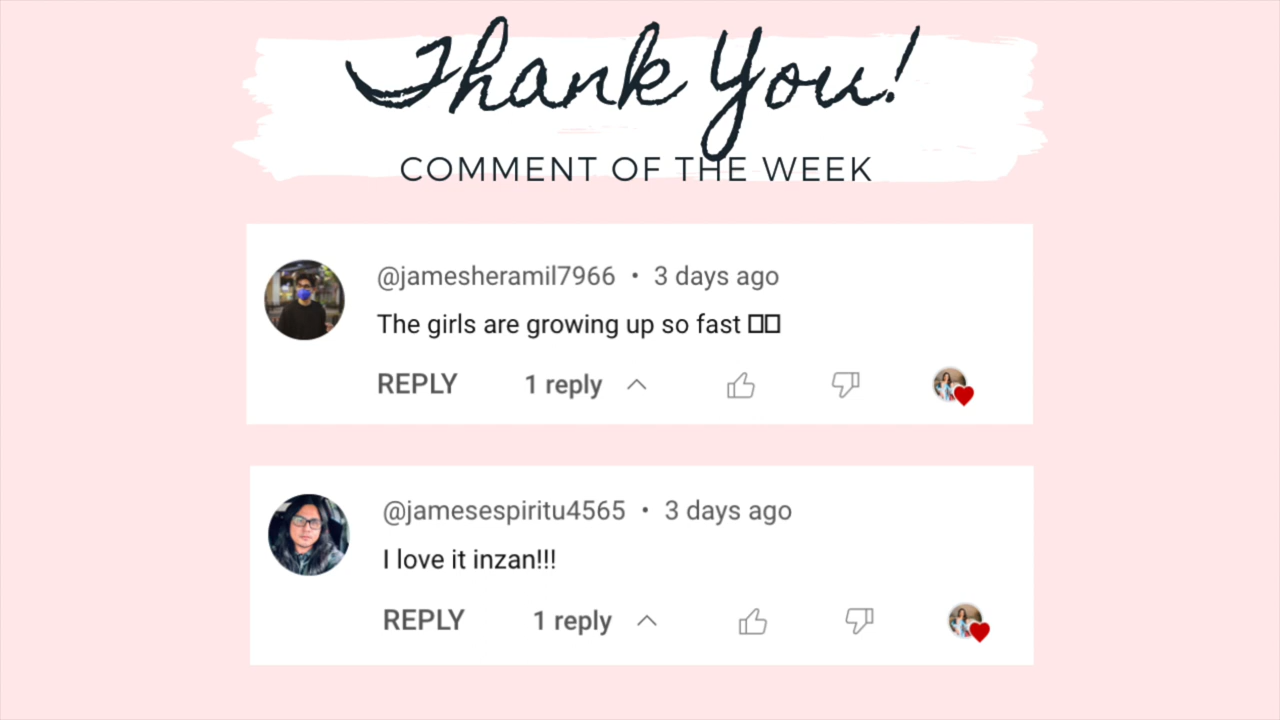 Thank You!
COMMENT OF THE WEEK
@jamesheramil7966 • 3 days ago
The girls are growing up so fast □□
REPLY 1 reply
@jamesespiritu4565 • 3 days ago
I love it inzan!!!
REPLY 1 reply